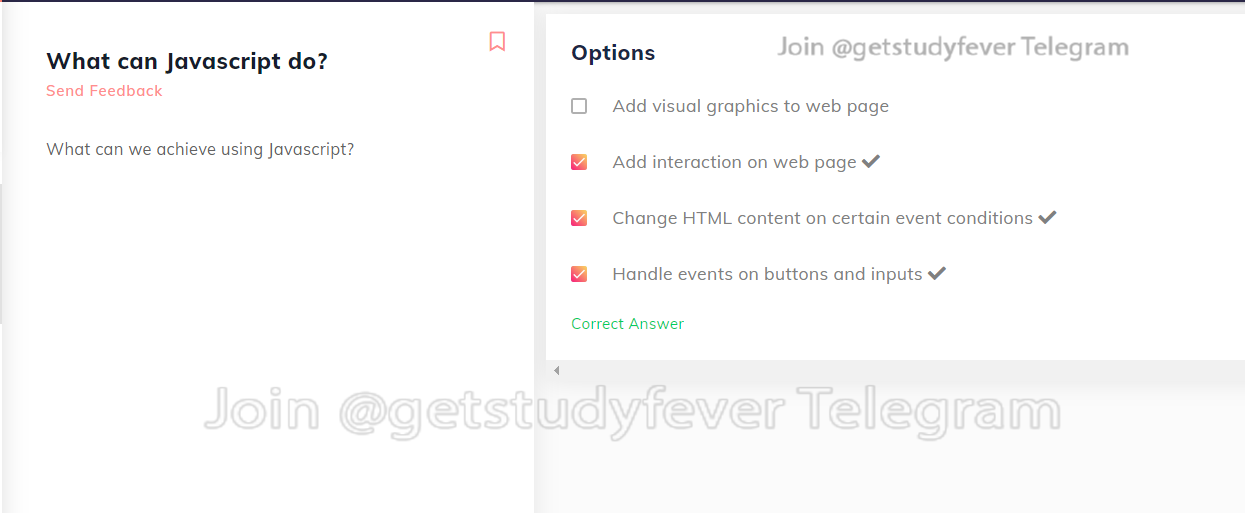 What can Javascript do?
Send Feedback
What can we achieve using Javascript?
Options
Join @getstudyfever Telegram
Add visual graphics to web page
Add interaction on web page
Change HTML content on certain event conditions
Handle events on buttons and inputs
Correct Answer
Join @getstudyfever Telegram